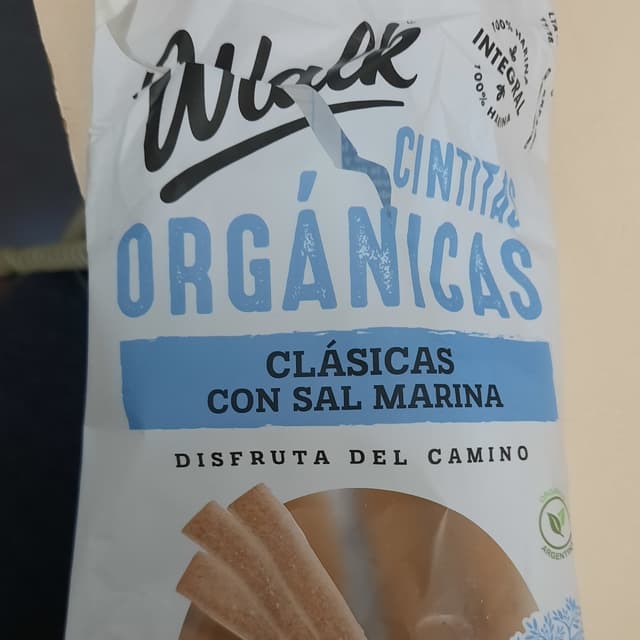 Walk
100% HARINA
INTEGRAL
100% HARINA
CINTITAS
ORGÁNICAS
CLÁSICAS
CON SAL MARINA
DISFRUTA DEL CAMINO